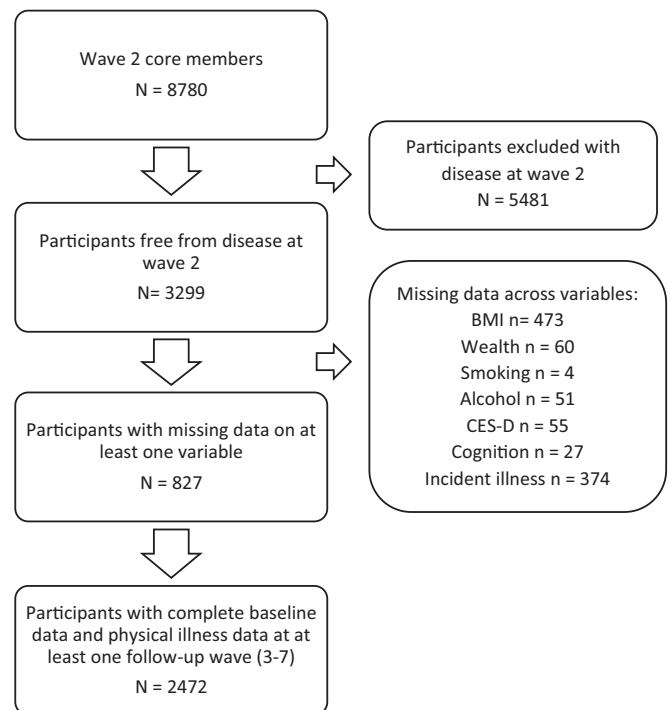 Wave 2 core members
N = 8780
Participants excluded with
disease at wave 2
N = 5481
Participants free from disease at
wave 2
N= 3299
Missing data across variables:
BMI n= 473
Wealth n = 60
Smoking n = 4
Alcohol n = 51
CES-D n = 55
Cognition n = 27
Incident illness n = 374
Participants with missing data on at
least one variable
N = 827
Participants with complete baseline
data and physical illness data at at
least one follow-up wave (3-7)
N = 2472